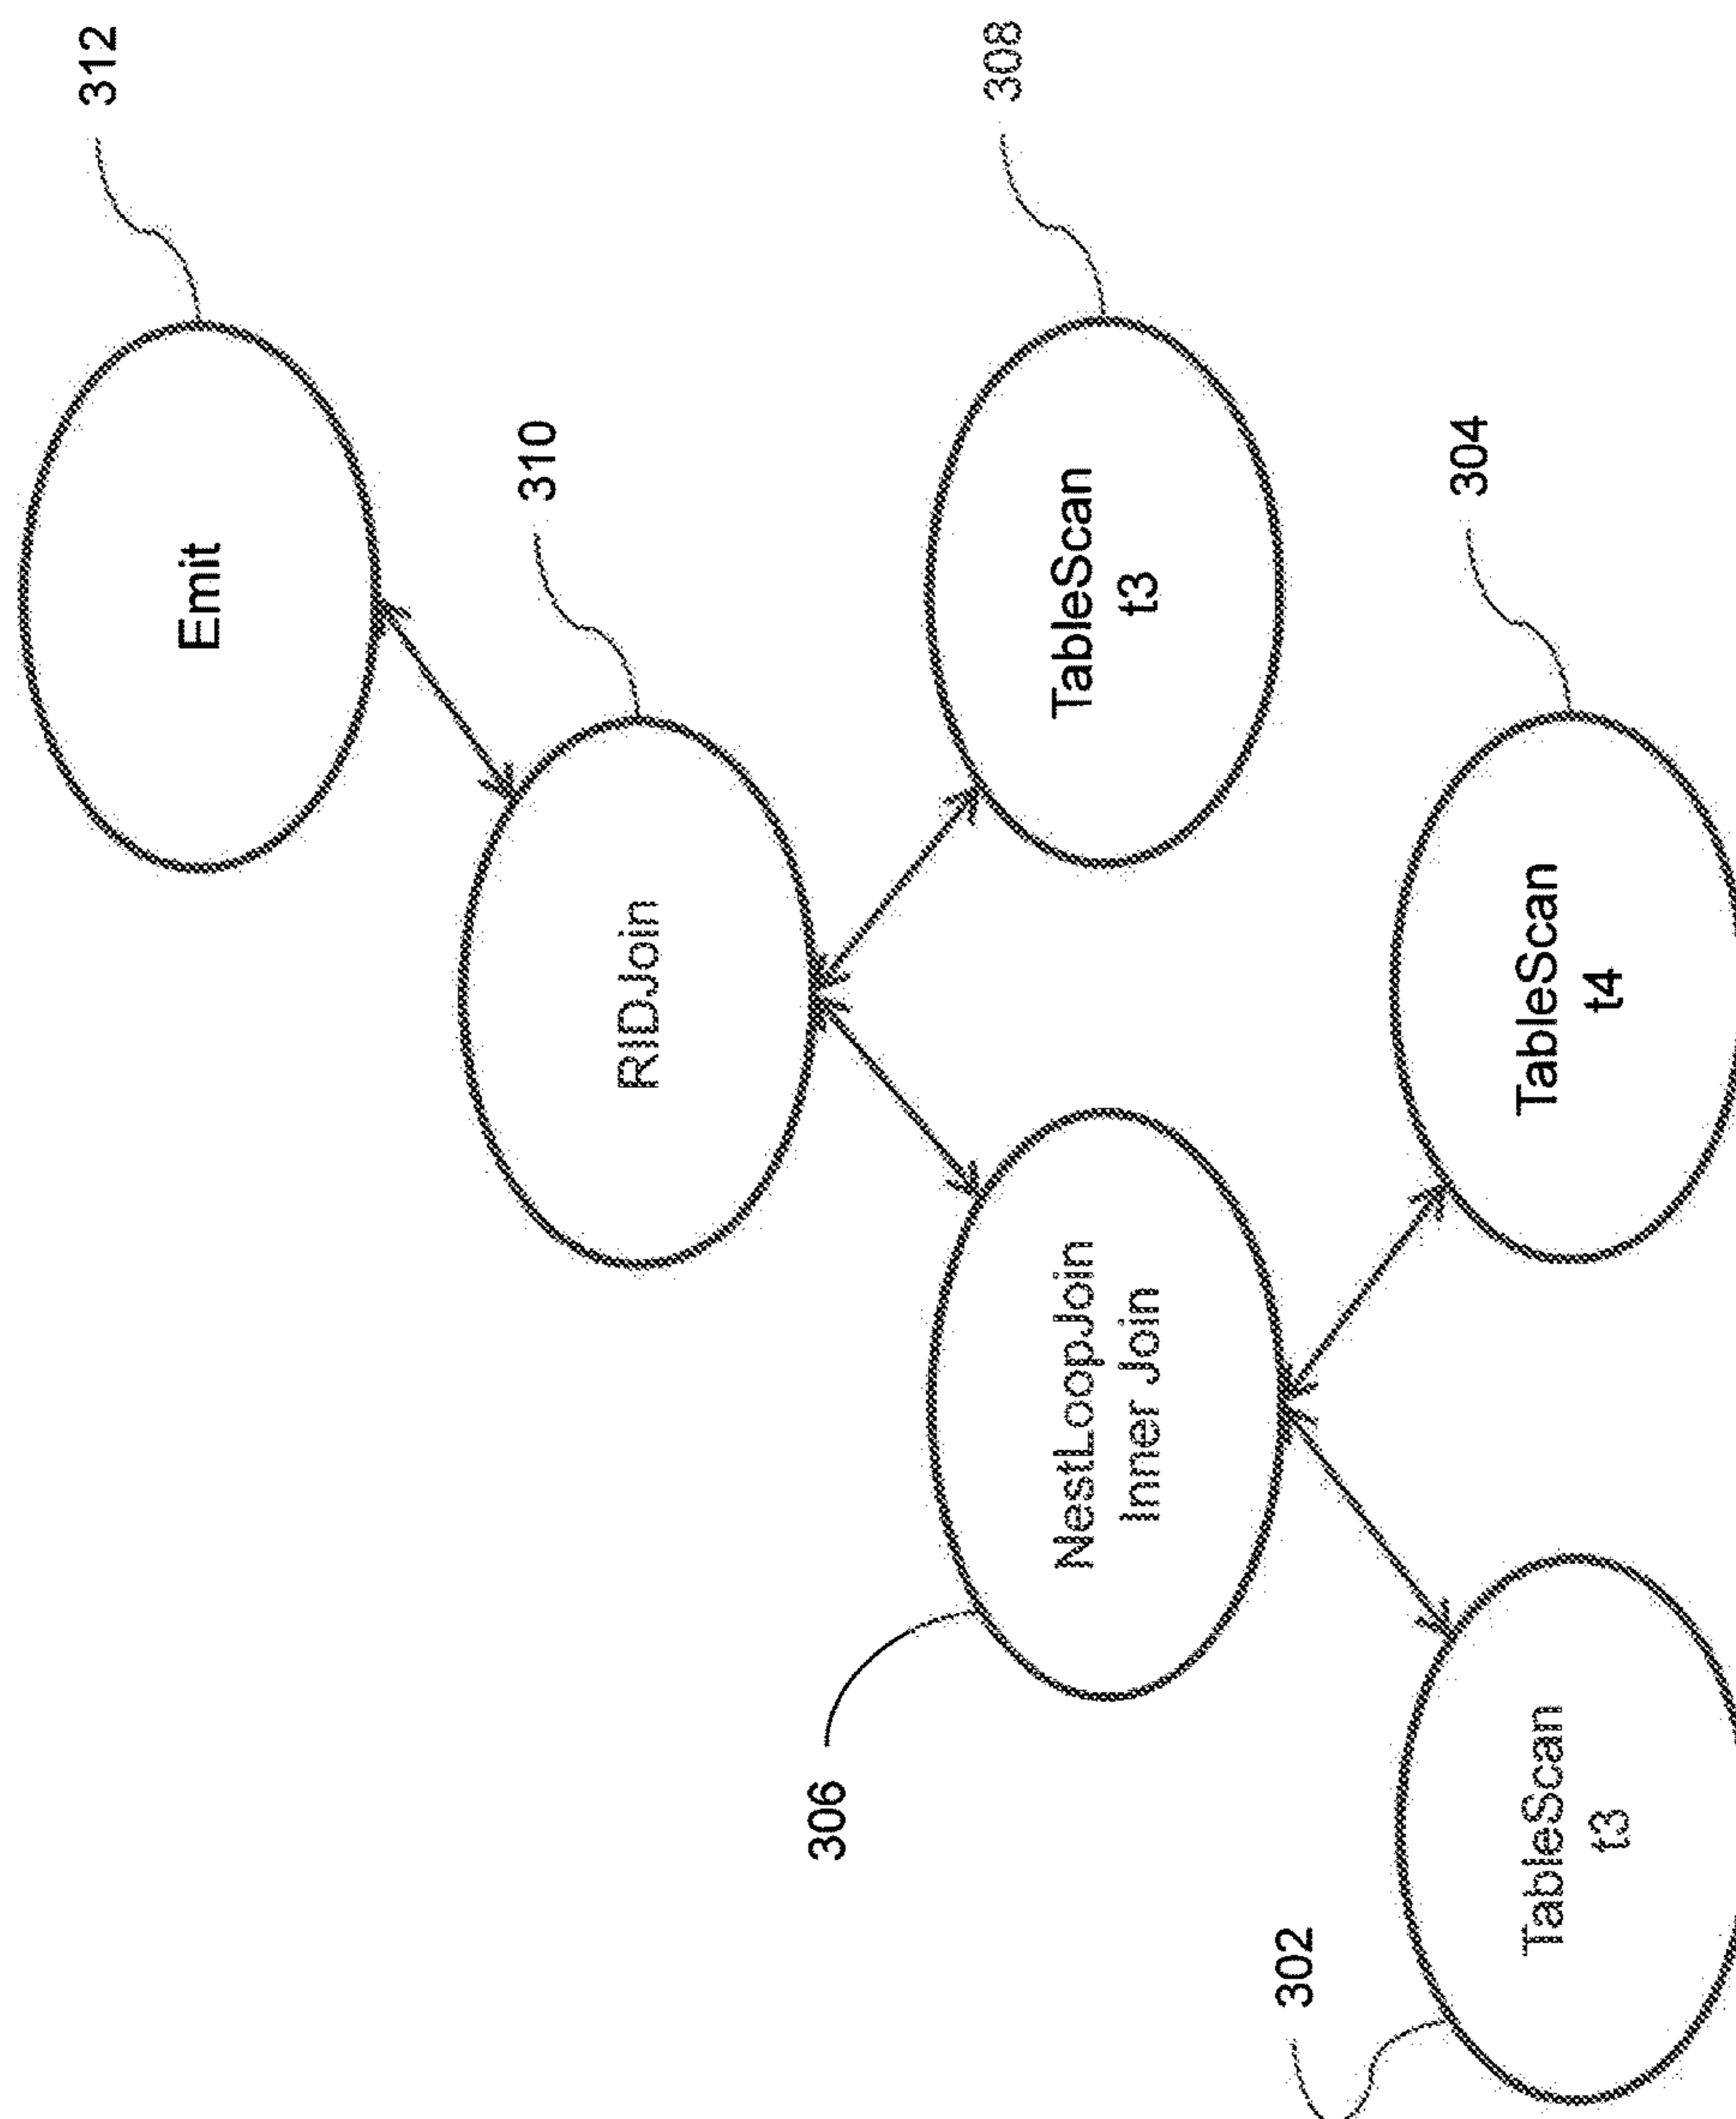 312
Emit
310
RIDJoin
308
TableScan
t3
306
NestLoopJoin
Inner Join
304
TableScan
t4
302
TableScan
t3